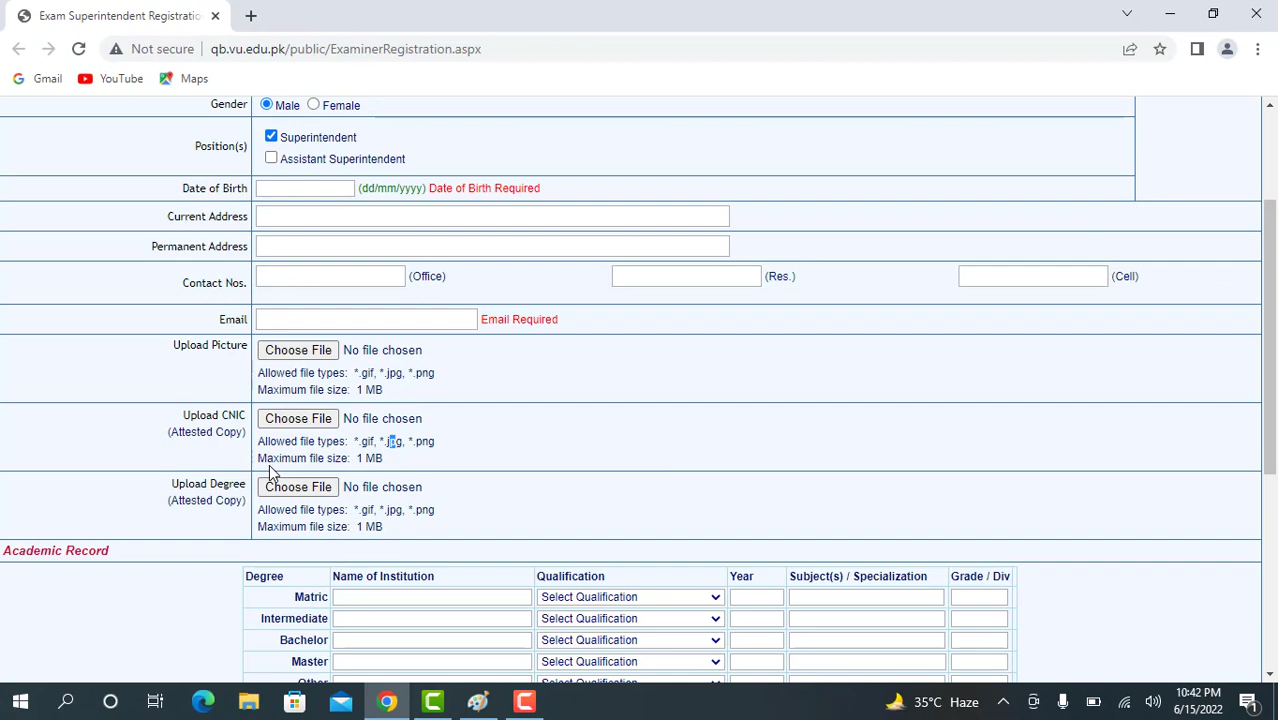 Exam Superintendent Registration
Not secure qb.vu.edu.pk/public/ExaminerRegistration.aspx
Gmail YouTube Maps
Gender Male Female
Position(s) Superintendent
Assistant Superintendent
Date of Birth (dd/mm/yyyy) Date of Birth Required
Current Address
Permanent Address
Contact Nos. (Office) (Res.) (Cell)
Email Email Required
Upload Picture Choose File No file chosen
Allowed file types: *.gif, *.jpg, *.png
Maximum file size: 1 MB
Upload CNIC Choose File No file chosen
(Attested Copy) Allowed file types: *.gif, *.jpg, *.png
Maximum file size: 1 MB
Upload Degree Choose File No file chosen
(Attested Copy) Allowed file types: *.gif, *.jpg, *.png
Maximum file size: 1 MB
Academic Record
Degree Name of Institution Qualification Year Subject(s) / Specialization Grade / Div
Matric Select Qualification
Intermediate Select Qualification
Bachelor Select Qualification
Master Select Qualification
Other Select Qualification
35°C Haze 10:42 PM
6/15/2022 1